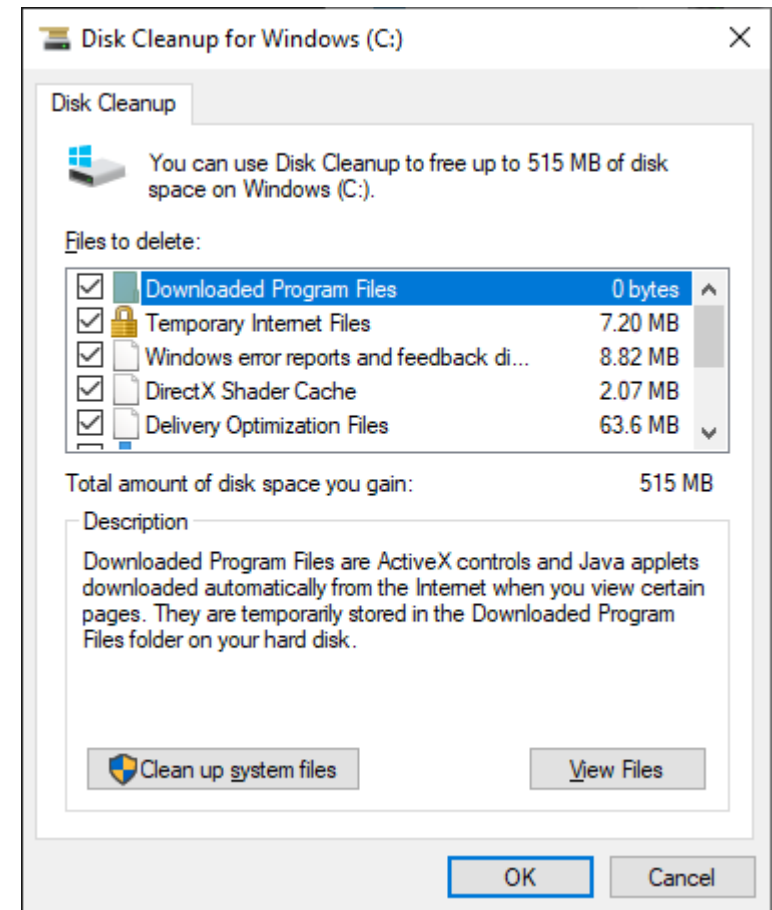 Disk Cleanup for Windows (C:)
Disk Cleanup
You can use Disk Cleanup to free up to 515 MB of disk
space on Windows (C:).
Files to delete:
Downloaded Program Files 0 bytes
Temporary Internet Files 7.20 MB
Windows error reports and feedback di... 8.82 MB
DirectX Shader Cache 2.07 MB
Delivery Optimization Files 63.6 MB
Total amount of disk space you gain: 515 MB
Description
Downloaded Program Files are ActiveX controls and Java applets
downloaded automatically from the Internet when you view certain
pages. They are temporarily stored in the Downloaded Program
Files folder on your hard disk.
Clean up system files View Files
OK Cancel